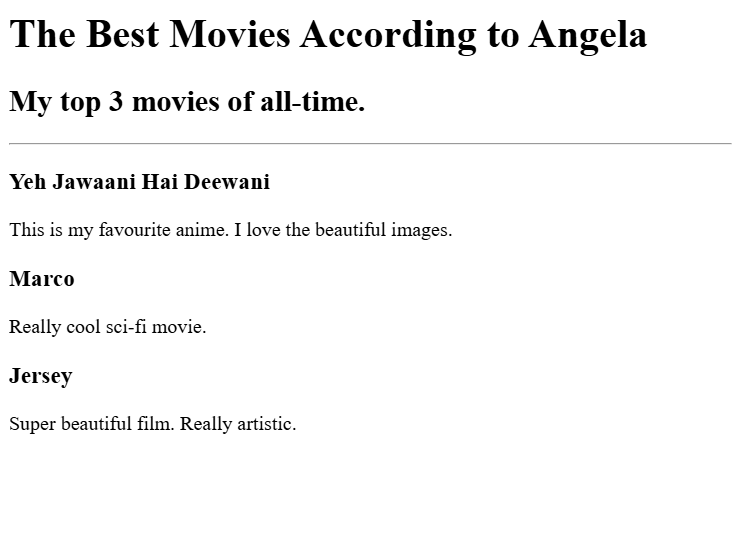 The Best Movies According to Angela
My top 3 movies of all-time.
Yeh Jawaani Hai Deewani
This is my favourite anime. I love the beautiful images.
Marco
Really cool sci-fi movie.
Jersey
Super beautiful film. Really artistic.